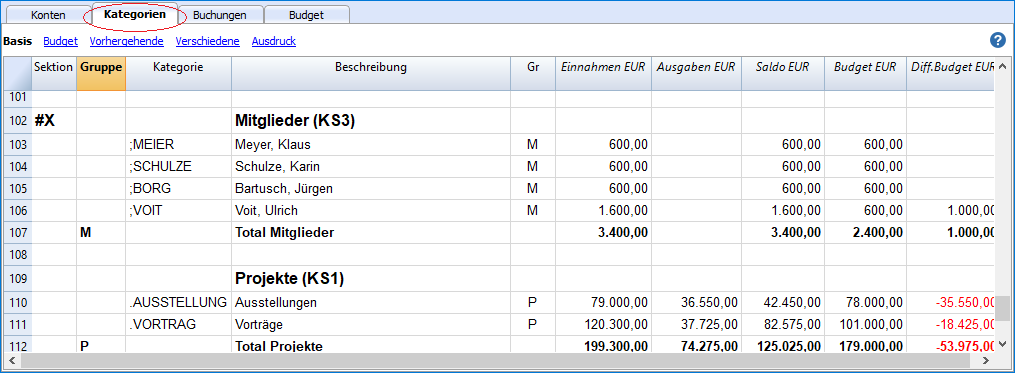 Konten Kategorien Buchungen Budget
Basis Budget Vorhergehende Verschiedene Ausdruck ?
Sektion Gruppe Kategorie Beschreibung Gr Einnahmen EUR Ausgaben EUR Saldo EUR Budget EUR Diff.Budget EUR
101
102 #X Mitglieder (KS3)
103 ;MEIER Meyer, Klaus M 600,00 600,00 600,00
104 ;SCHULZE Schulze, Karin M 600,00 600,00 600,00
105 ;BORG Bartusch, Jürgen M 600,00 600,00 600,00
106 ;VOIT Voit, Ulrich M 1.600,00 1.600,00 600,00 1.000,00
107 M Total Mitglieder 3.400,00 3.400,00 2.400,00 1.000,00
108
109 Projekte (KS1)
110 .AUSSTELLUNG Ausstellungen P 79.000,00 36.550,00 42.450,00 78.000,00 -35.550,00
111 .VORTRAG Vorträge P 120.300,00 37.725,00 82.575,00 101.000,00 -18.425,00
112 P Total Projekte 199.300,00 74.275,00 125.025,00 179.000,00 -53.975,00